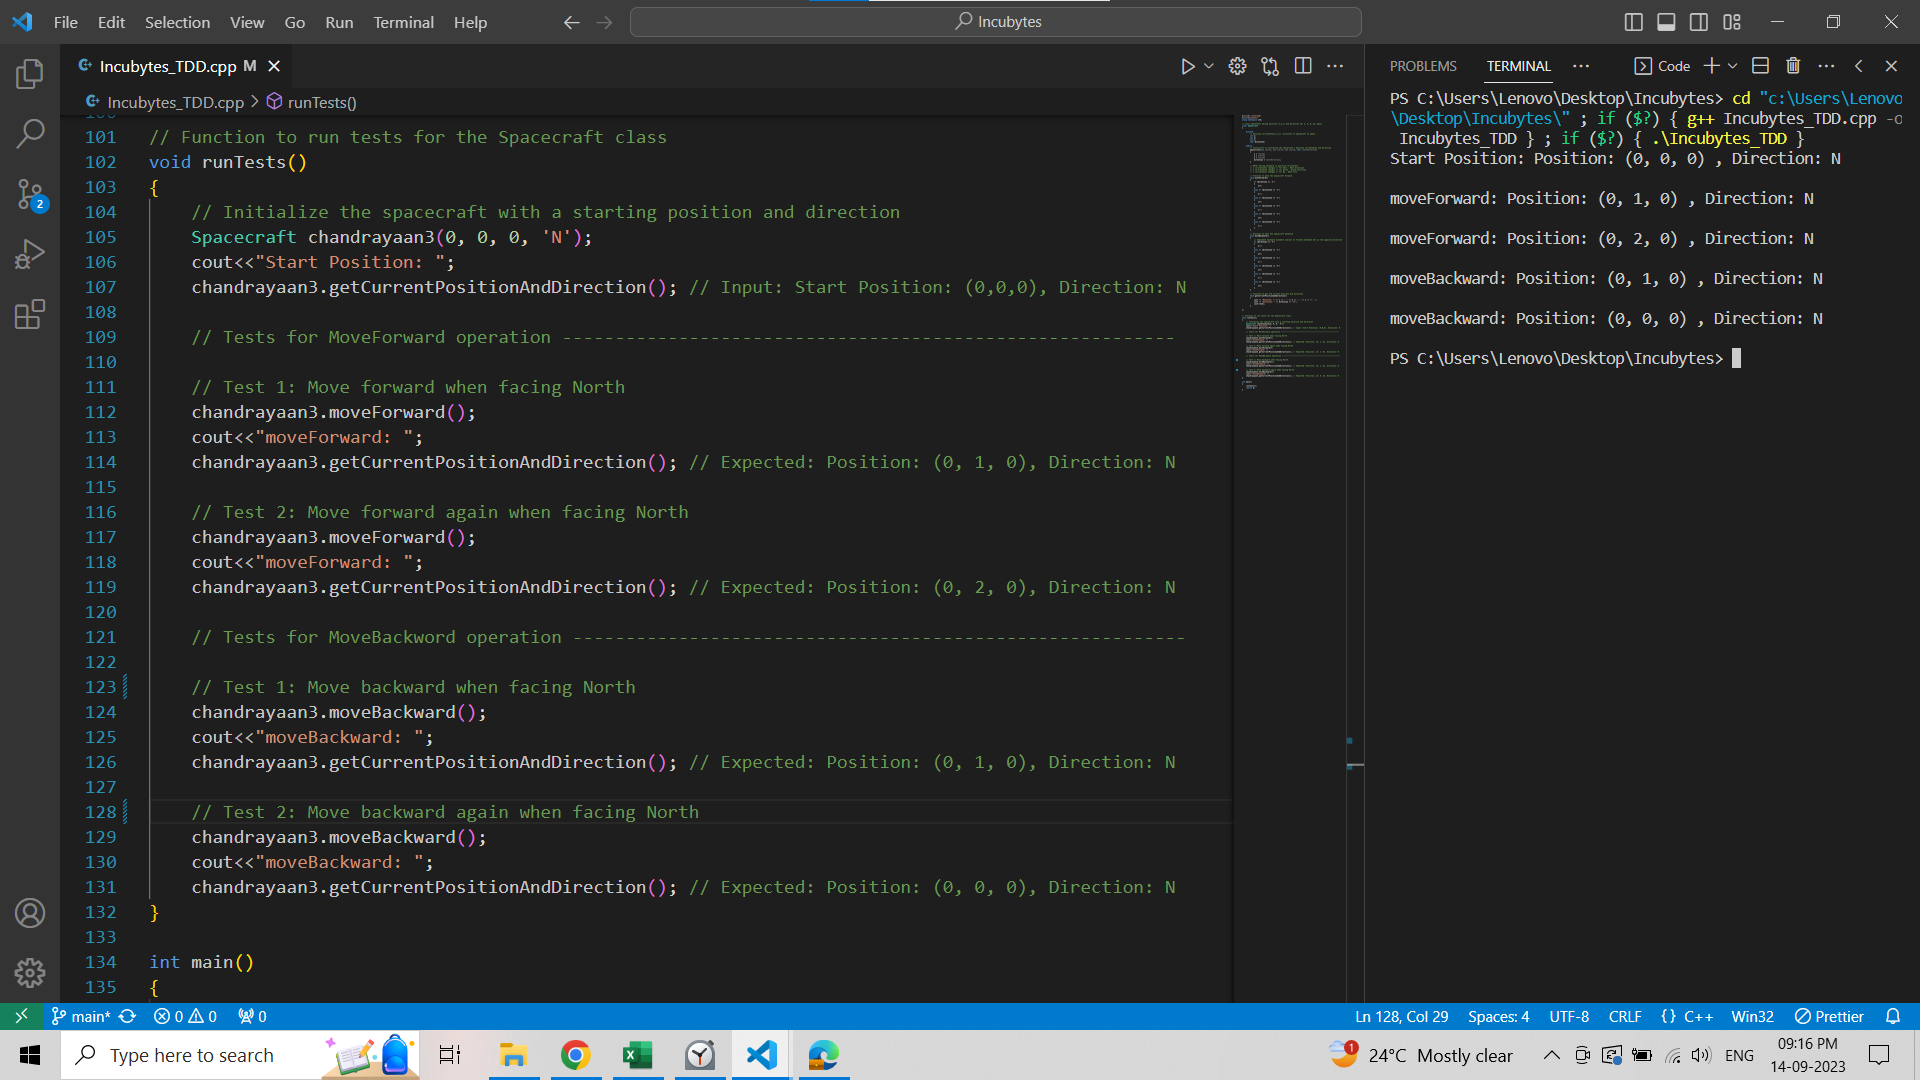 File Edit Selection View Go Run Terminal Help
Incubytes
Incubytes_TDD.cpp M
Incubytes_TDD.cpp > runTests()
101 // Function to run tests for the Spacecraft class
102 void runTests()
103 {
104 // Initialize the spacecraft with a starting position and direction
105 Spacecraft chandrayaan3(0, 0, 0, 'N');
106 cout<<"Start Position: ";
107 chandrayaan3.getCurrentPositionAndDirection(); // Input: Start Position: (0,0,0), Direction: N
108
109 // Tests for MoveForward operation ----------------------------------------------------------
110
111 // Test 1: Move forward when facing North
112 chandrayaan3.moveForward();
113 cout<<"moveForward: ";
114 chandrayaan3.getCurrentPositionAndDirection(); // Expected: Position: (0, 1, 0), Direction: N
115
116 // Test 2: Move forward again when facing North
117 chandrayaan3.moveForward();
118 cout<<"moveForward: ";
119 chandrayaan3.getCurrentPositionAndDirection(); // Expected: Position: (0, 2, 0), Direction: N
120
121 // Tests for MoveBackword operation ----------------------------------------------------------
122
123 // Test 1: Move backward when facing North
124 chandrayaan3.moveBackward();
125 cout<<"moveBackward: ";
126 chandrayaan3.getCurrentPositionAndDirection(); // Expected: Position: (0, 1, 0), Direction: N
127
128 // Test 2: Move backward again when facing North
129 chandrayaan3.moveBackward();
130 cout<<"moveBackward: ";
131 chandrayaan3.getCurrentPositionAndDirection(); // Expected: Position: (0, 0, 0), Direction: N
132 }
133
134 int main()
135 {
PROBLEMS TERMINAL Code
PS C:\Users\Lenovo\Desktop\Incubytes> cd "c:\Users\Lenovo
\Desktop\Incubytes\" ; if ($?) { g++ Incubytes_TDD.cpp -o
Incubytes_TDD } ; if ($?) { .\Incubytes_TDD }
Start Position: Position: (0, 0, 0) , Direction: N
moveForward: Position: (0, 1, 0) , Direction: N
moveForward: Position: (0, 2, 0) , Direction: N
moveBackward: Position: (0, 1, 0) , Direction: N
moveBackward: Position: (0, 0, 0) , Direction: N
PS C:\Users\Lenovo\Desktop\Incubytes>
2
main* 0 0 0 Ln 128, Col 29 Spaces: 4 UTF-8 CRLF {} C++ Win32 Prettier
Type here to search
1 24°C Mostly clear ENG
09:16 PM
14-09-2023